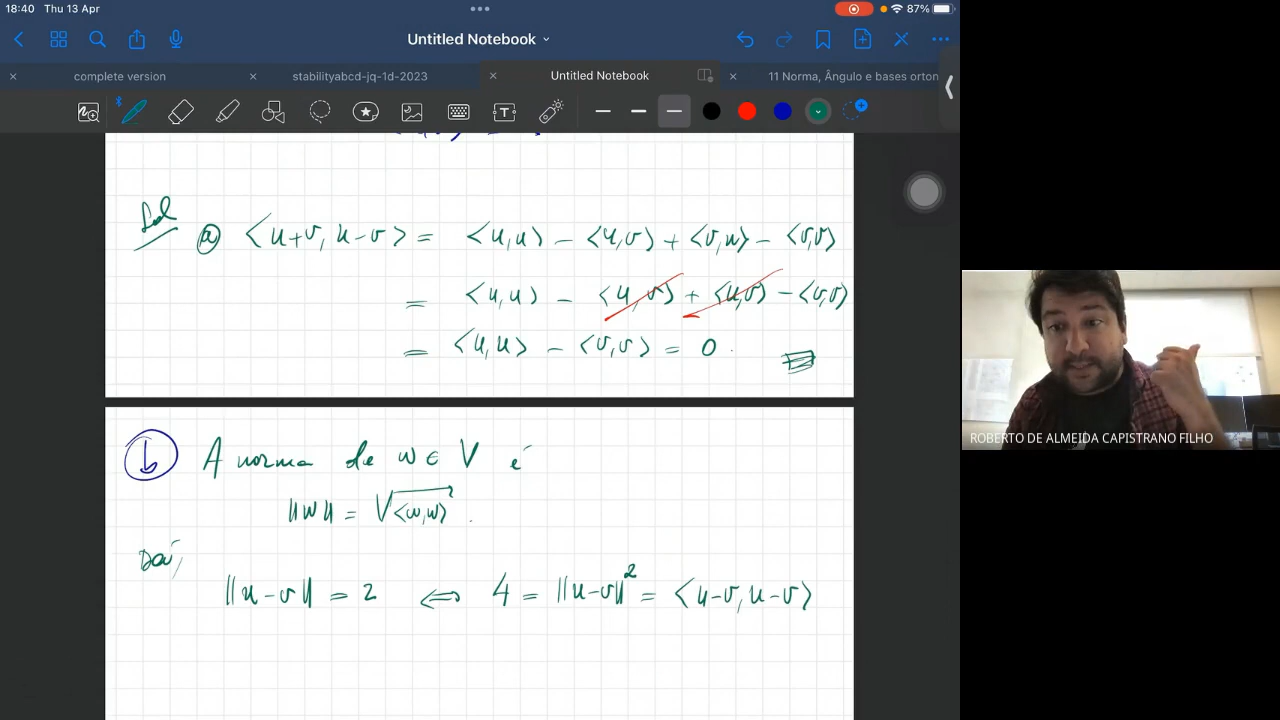 18:40 Thu 13 Apr
87%
Untitled Notebook
complete version
stabilityabcd-jq-1d-2023
Untitled Notebook
11 Norma, Ângulo e bases orton
Sol
ⓐ <u+v, u-v> = <u,u> - <u,v> + <v,u> - <v,v>
= <u,u> - <u,v> + <u,v> - <v,v>
= <u,u> - <v,v> = 0.
b A norma de w ∈ V é
||w|| = √<w,w>.
Daí,
||u-v|| = 2 ⟺ 4 = ||u-v||² = <u-v, u-v>
ROBERTO DE ALMEIDA CAPISTRANO FILHO